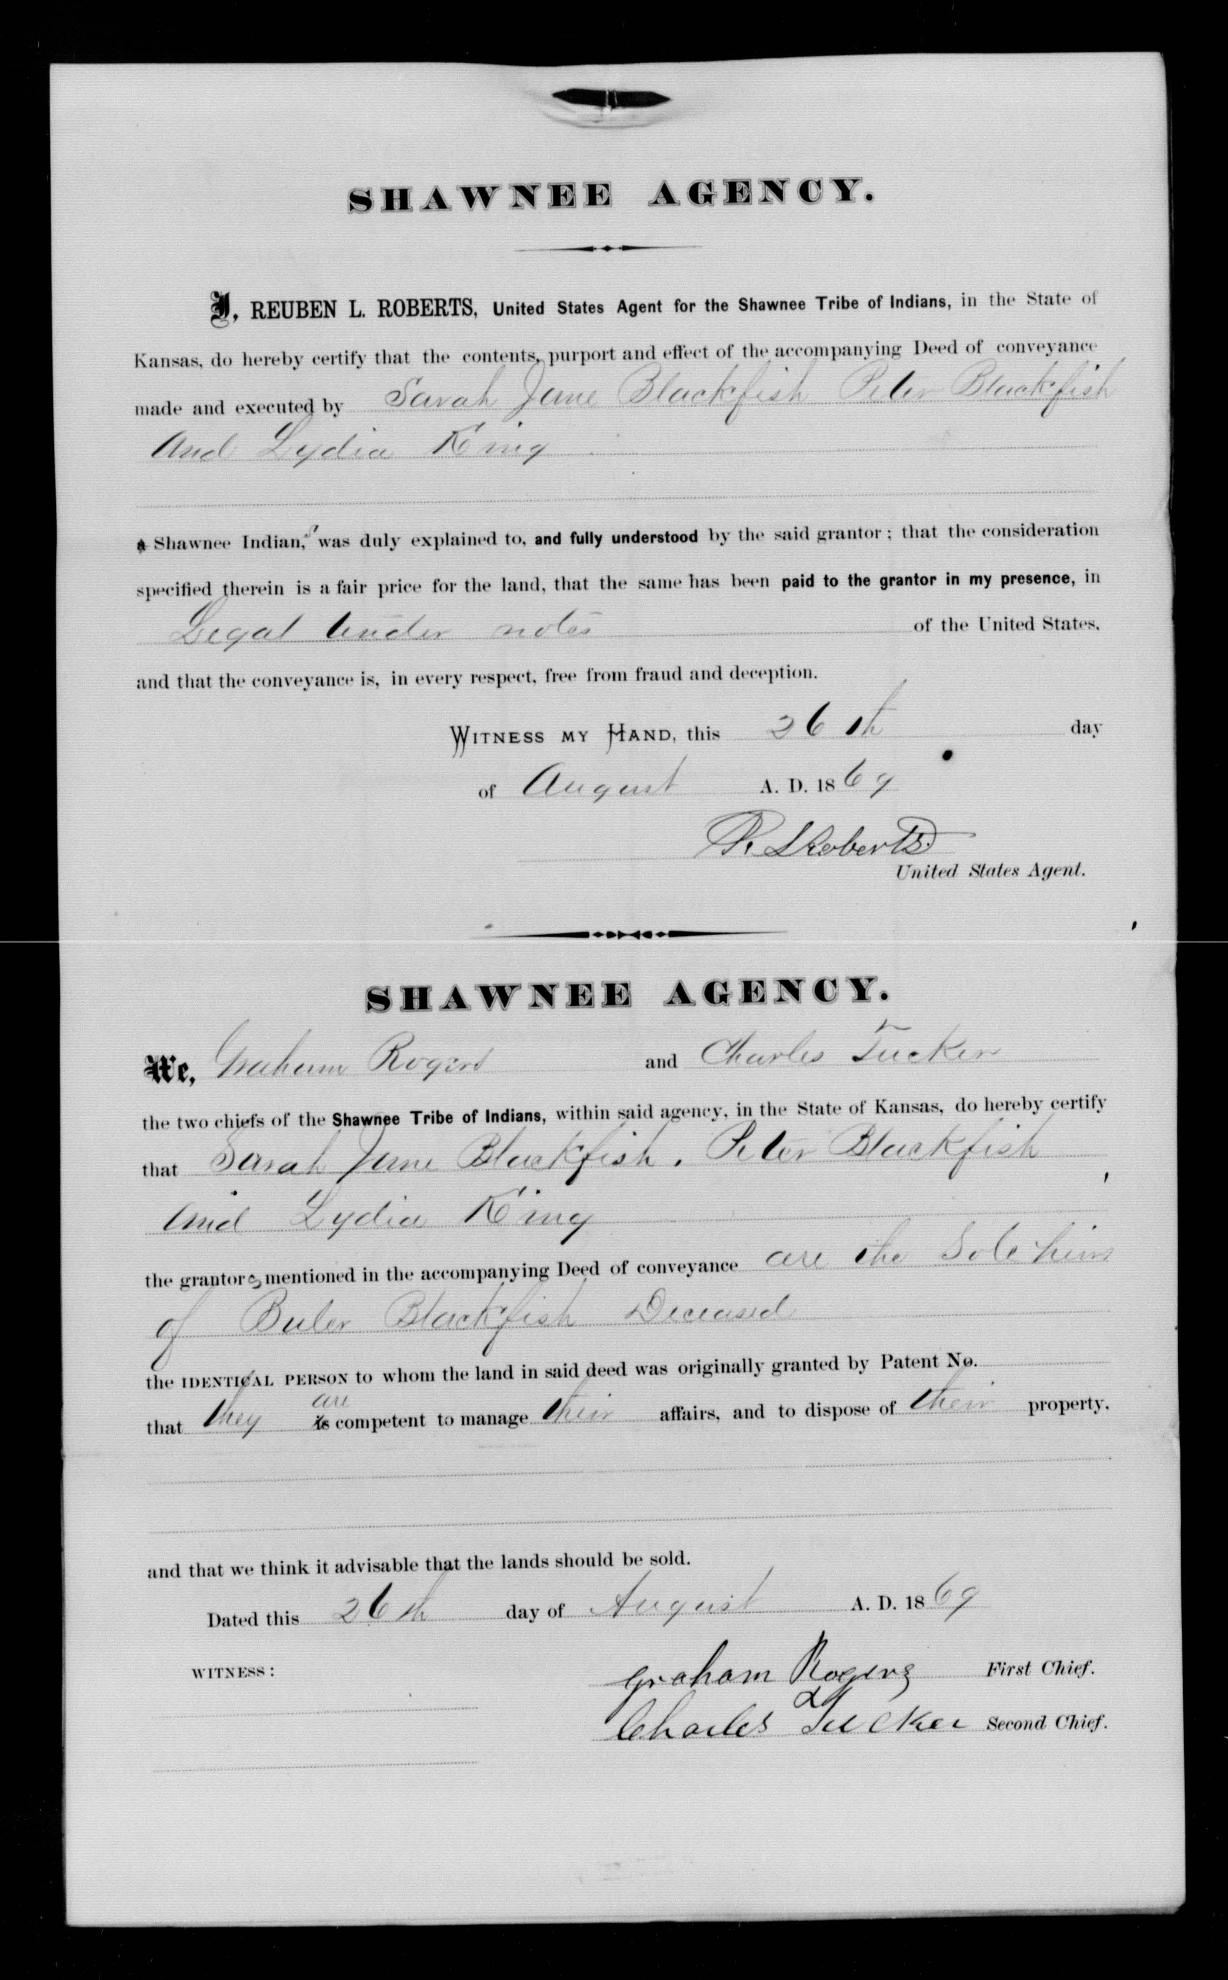 SHAWNEE AGENCY.
I, REUBEN L. ROBERTS, United States Agent for the Shawnee Tribe of Indians, in the State of
Kansas, do hereby certify that the contents, purport and effect of the accompanying Deed of conveyance
made and executed by Sarah Jane Blackfish Peter Blackfish
And Lydia King
a Shawnee Indian,s was duly explained to, and fully understood by the said grantor; that the consideration
specified therein is a fair price for the land, that the same has been paid to the grantor in my presence, in
Legal tender notes of the United States,
and that the conveyance is, in every respect, free from fraud and deception.
WITNESS MY HAND, this 26th day
of August A. D. 1869
R. L Roberts
United States Agent.
SHAWNEE AGENCY.
We, Graham Rogers and Charles Tucker
the two chiefs of the Shawnee Tribe of Indians, within said agency, in the State of Kansas, do hereby certify
that Sarah Jane Blackfish, Peter Blackfish
And Lydia King
the grantors mentioned in the accompanying Deed of conveyance are the Sole heirs
of Buler Blackfish Deceased
the IDENTICAL PERSON to whom the land in said deed was originally granted by Patent No.
are
that they is competent to manage their affairs, and to dispose of their property.
and that we think it advisable that the lands should be sold.
Dated this 26th day of August A. D. 1869
WITNESS:
Graham Rogers First Chief.
Charles Tucker Second Chief.